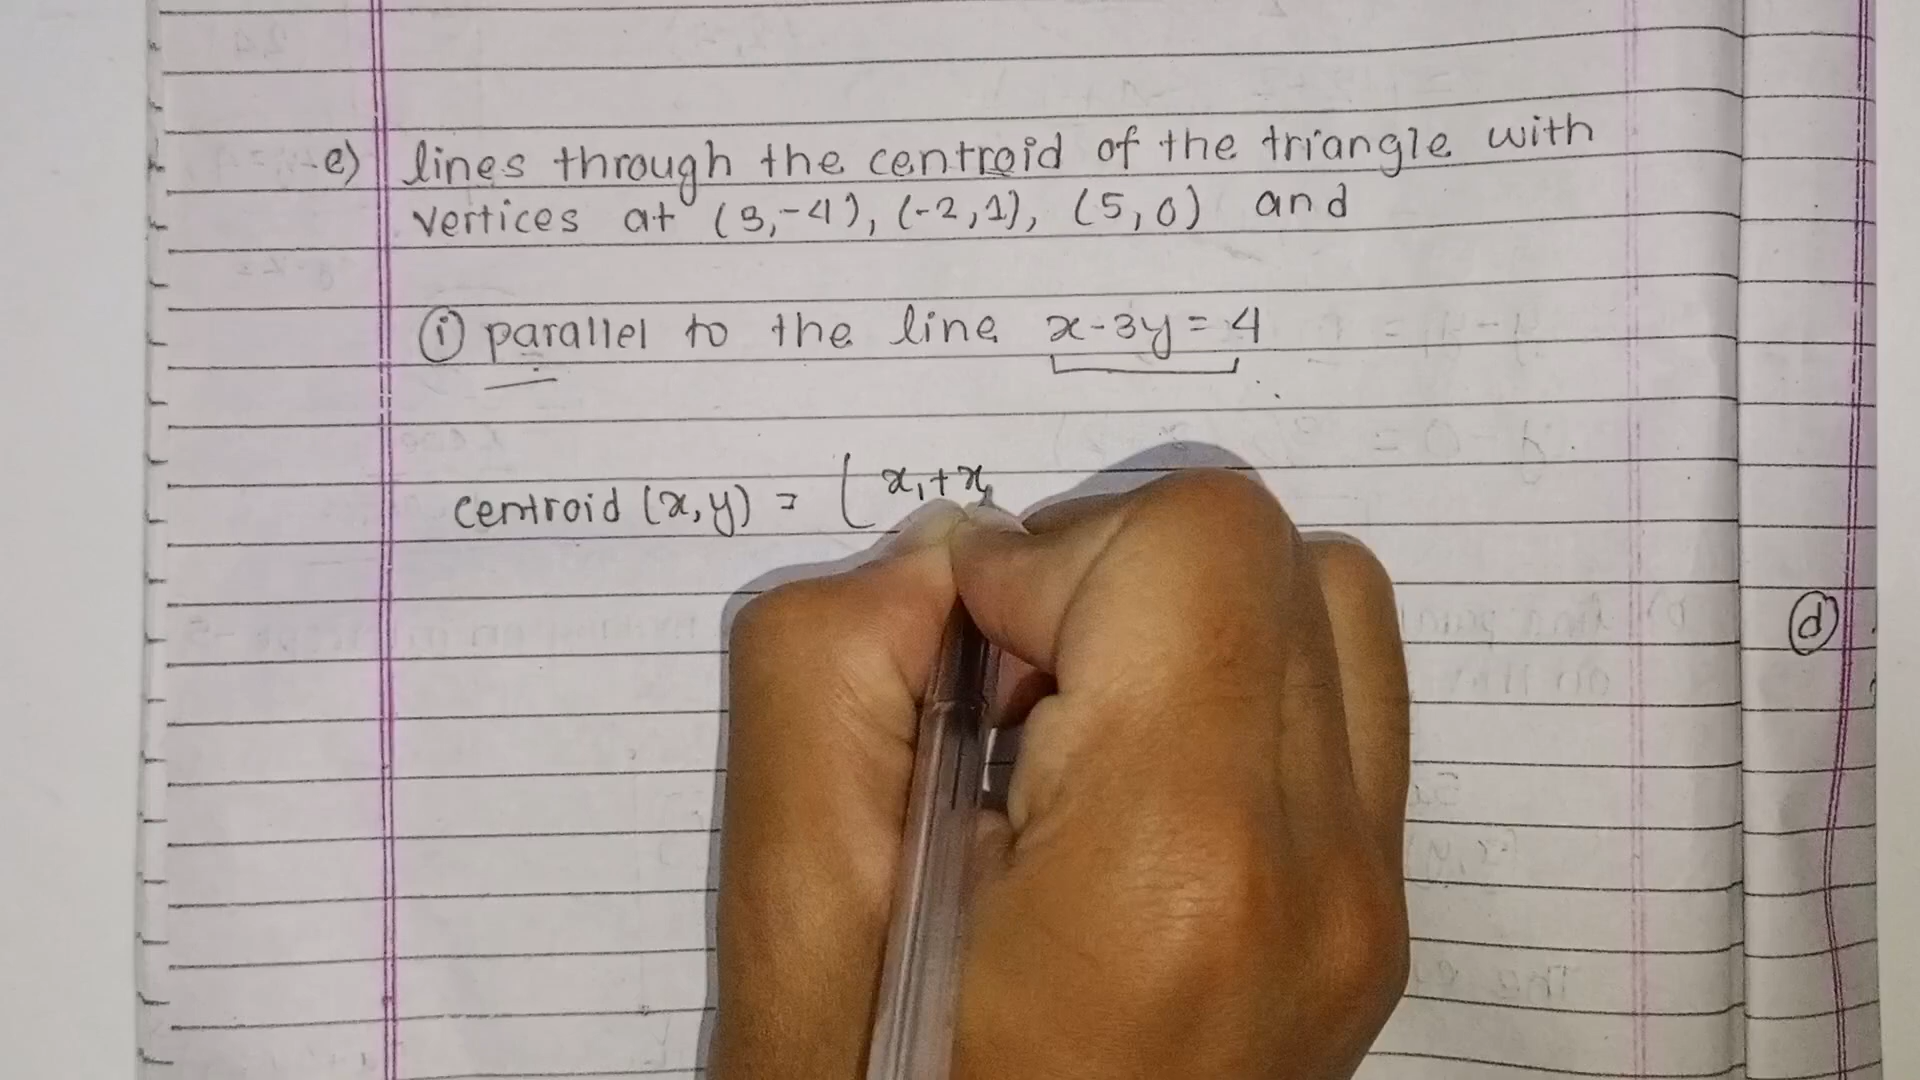 e) lines through the centroid of the triangle with
vertices at (3,-4), (-2,1), (5,0) and
(i) parallel to the line x-3y=4
centroid (x,y) = ( x₁+x
(d)